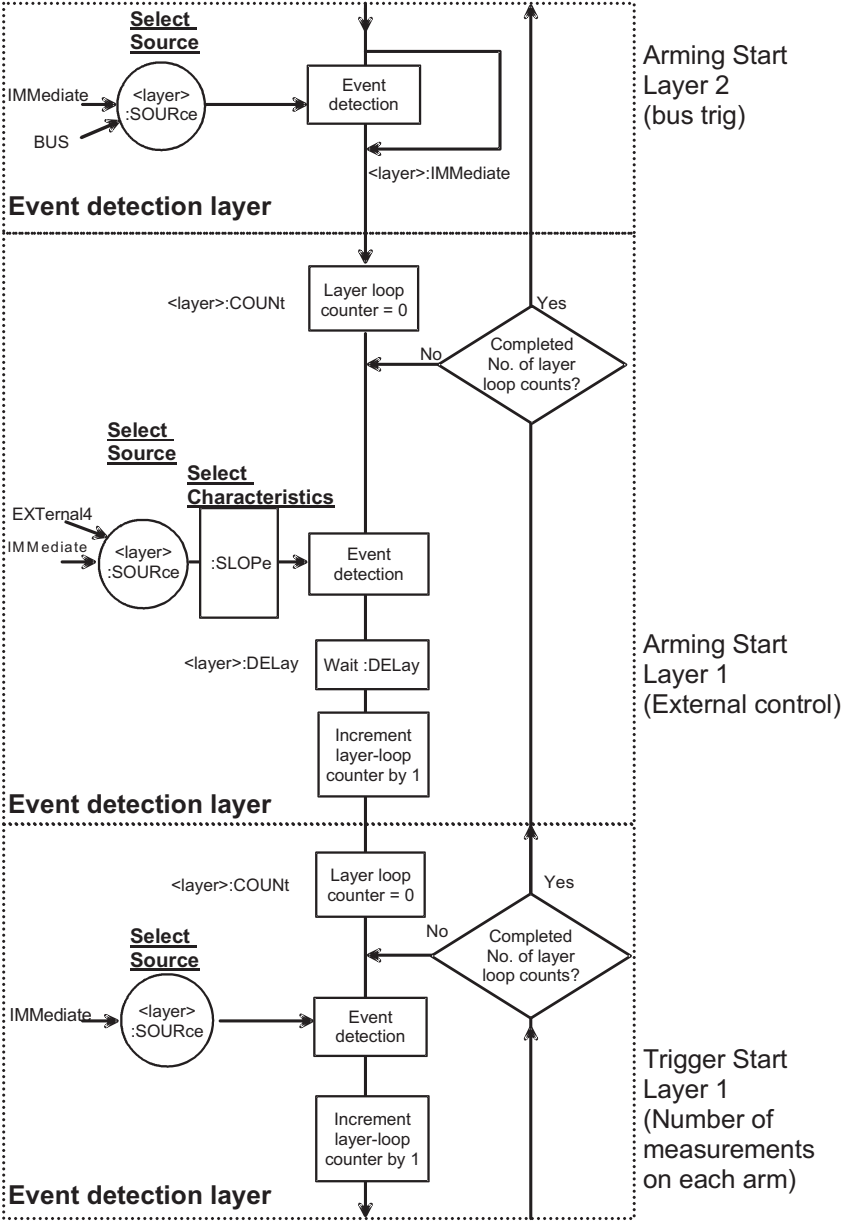 Select
Source
IMMediate
BUS
<layer>
:SOURce
Event
detection
<layer>:IMMediate
Event detection layer
Arming Start
Layer 2
(bus trig)
<layer>:COUNt
Layer loop
counter = 0
Yes
No
Completed
No. of layer
loop counts?
Select
Source
Select
Characteristics
EXTernal4
IMMediate
<layer>
:SOURce
:SLOPe
Event
detection
<layer>:DELay
Wait :DELay
Increment
layer-loop
counter by 1
Event detection layer
Arming Start
Layer 1
(External control)
<layer>:COUNt
Layer loop
counter = 0
Yes
No
Completed
No. of layer
loop counts?
Select
Source
IMMediate
<layer>
:SOURce
Event
detection
Increment
layer-loop
counter by 1
Event detection layer
Trigger Start
Layer 1
(Number of
measurements
on each arm)